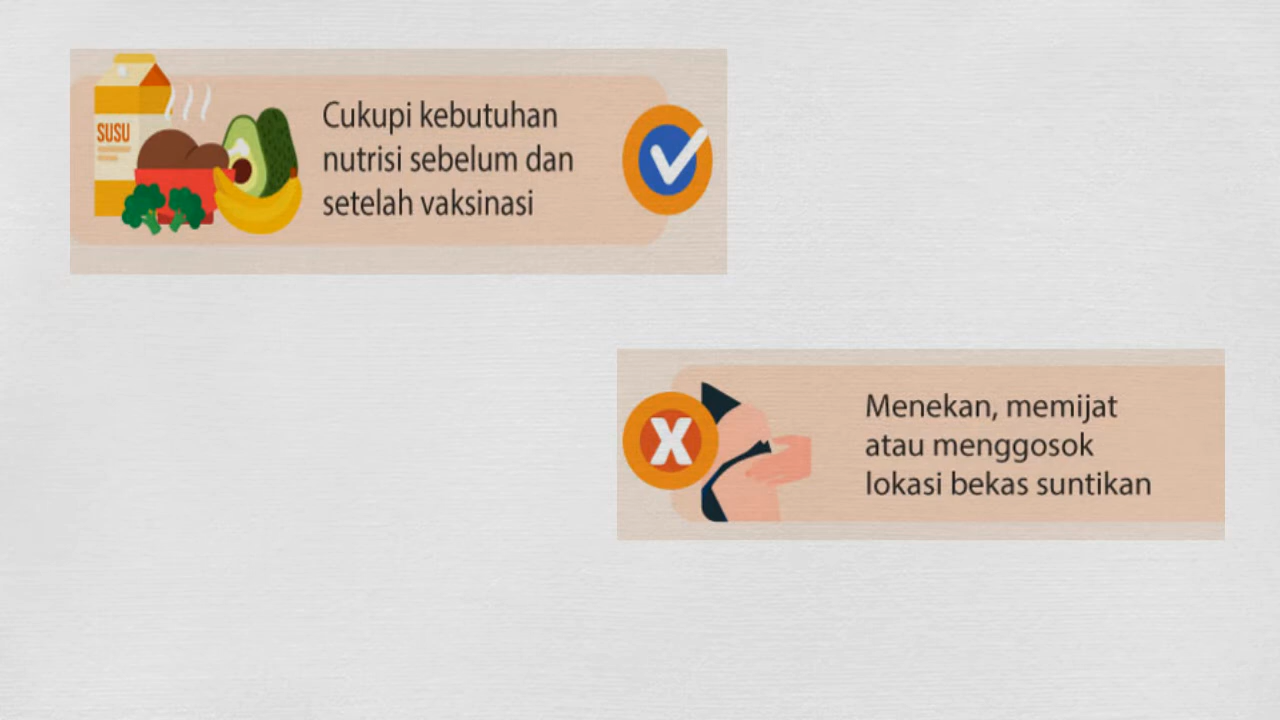 SUSU
Cukupi kebutuhan
nutrisi sebelum dan
setelah vaksinasi
X
Menekan, memijat
atau menggosok
lokasi bekas suntikan